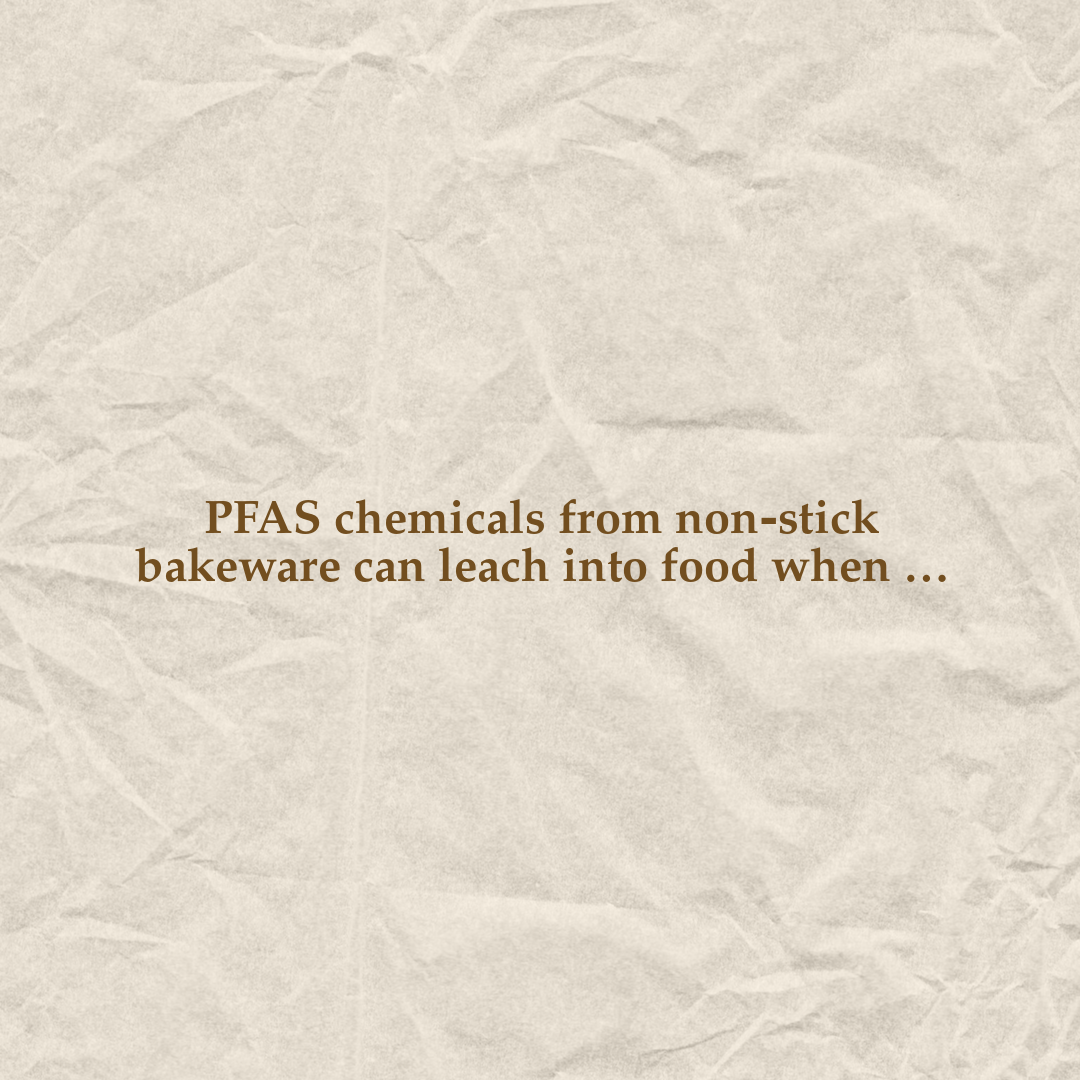 PFAS chemicals from non-stick
bakeware can leach into food when …